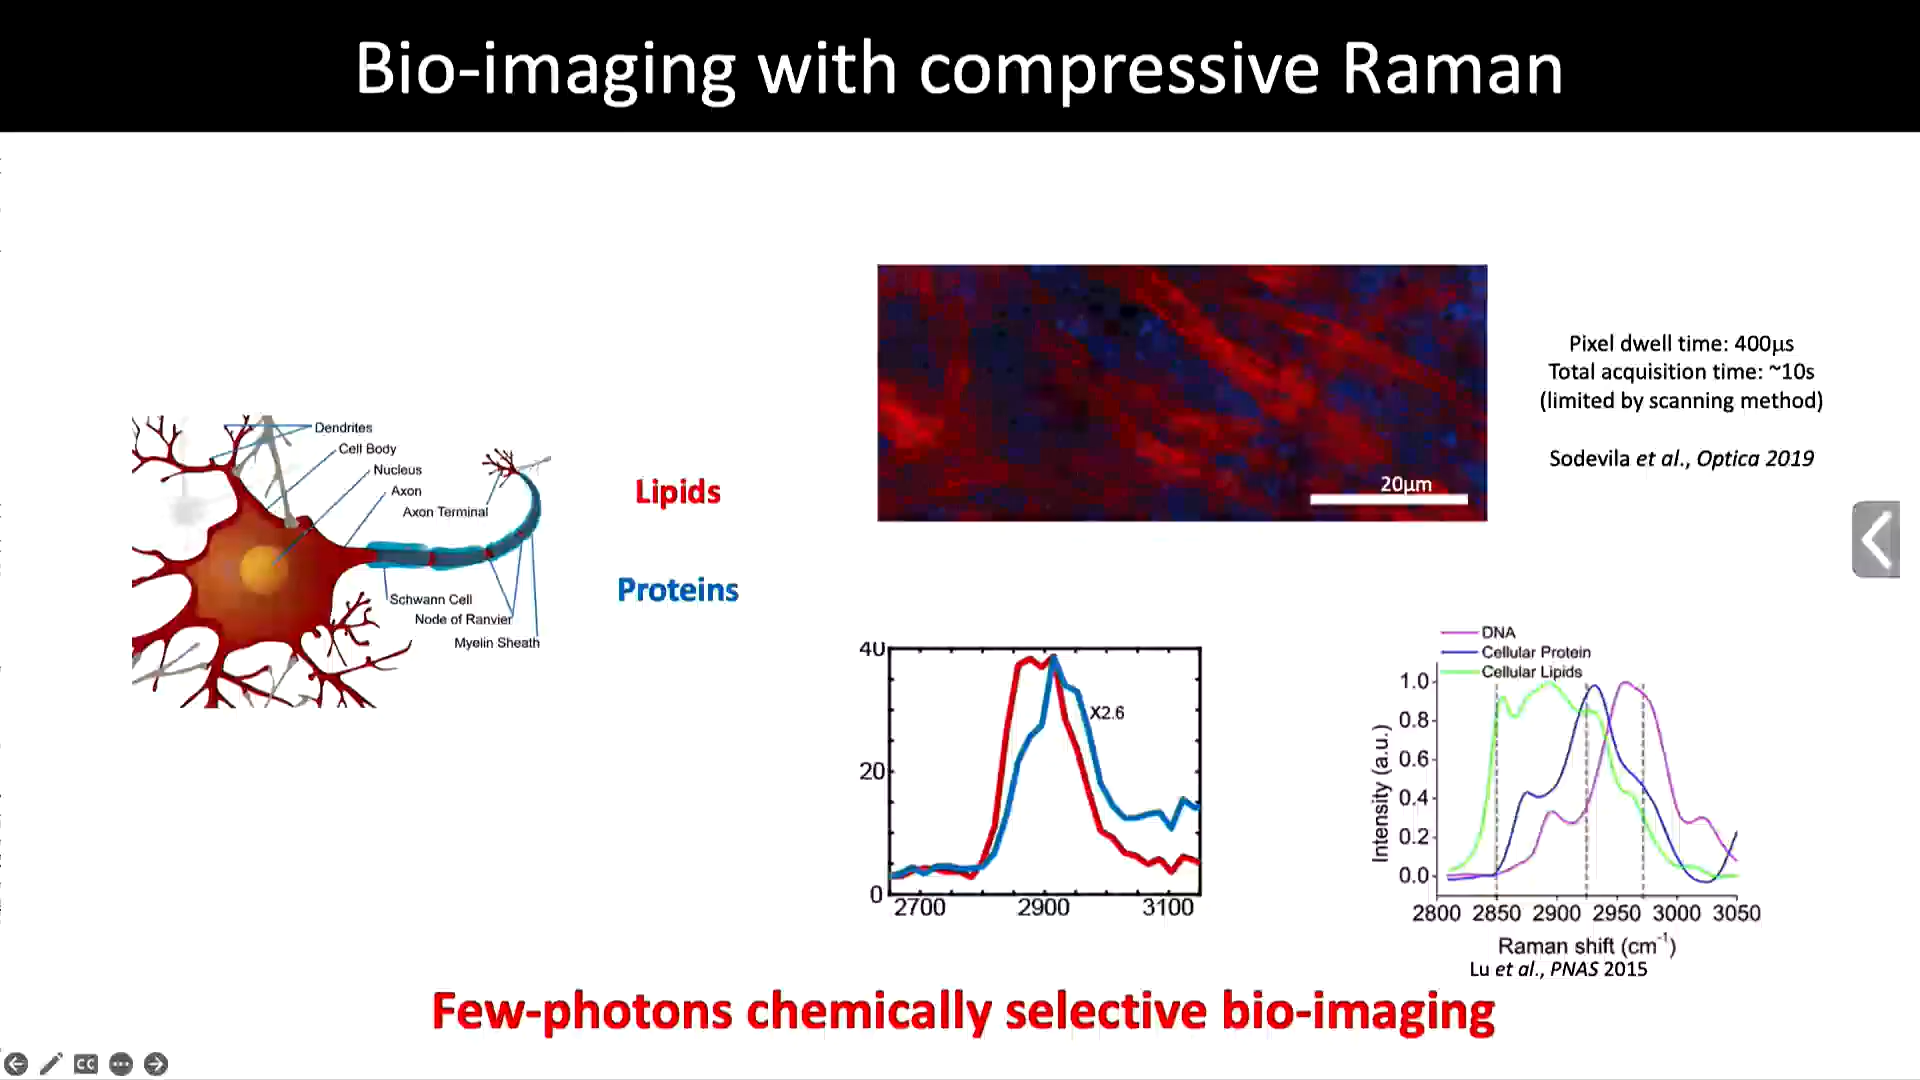 Bio-imaging with compressive Raman
Dendrites
Cell Body
Nucleus
Axon
Axon Terminal
Schwann Cell
Node of Ranvier
Myelin Sheath
Lipids
Proteins
20μm
Pixel dwell time: 400μs
Total acquisition time: ~10s
(limited by scanning method)
Sodevila et al., Optica 2019
40
20
0
X2.6
2700 2900 3100
DNA
Cellular Protein
Cellular Lipids
1.0
0.8
0.6
0.4
0.2
0.0
Intensity (a.u.)
2800 2850 2900 2950 3000 3050
Raman shift (cm⁻¹)
Lu et al., PNAS 2015
Few-photons chemically selective bio-imaging
CC